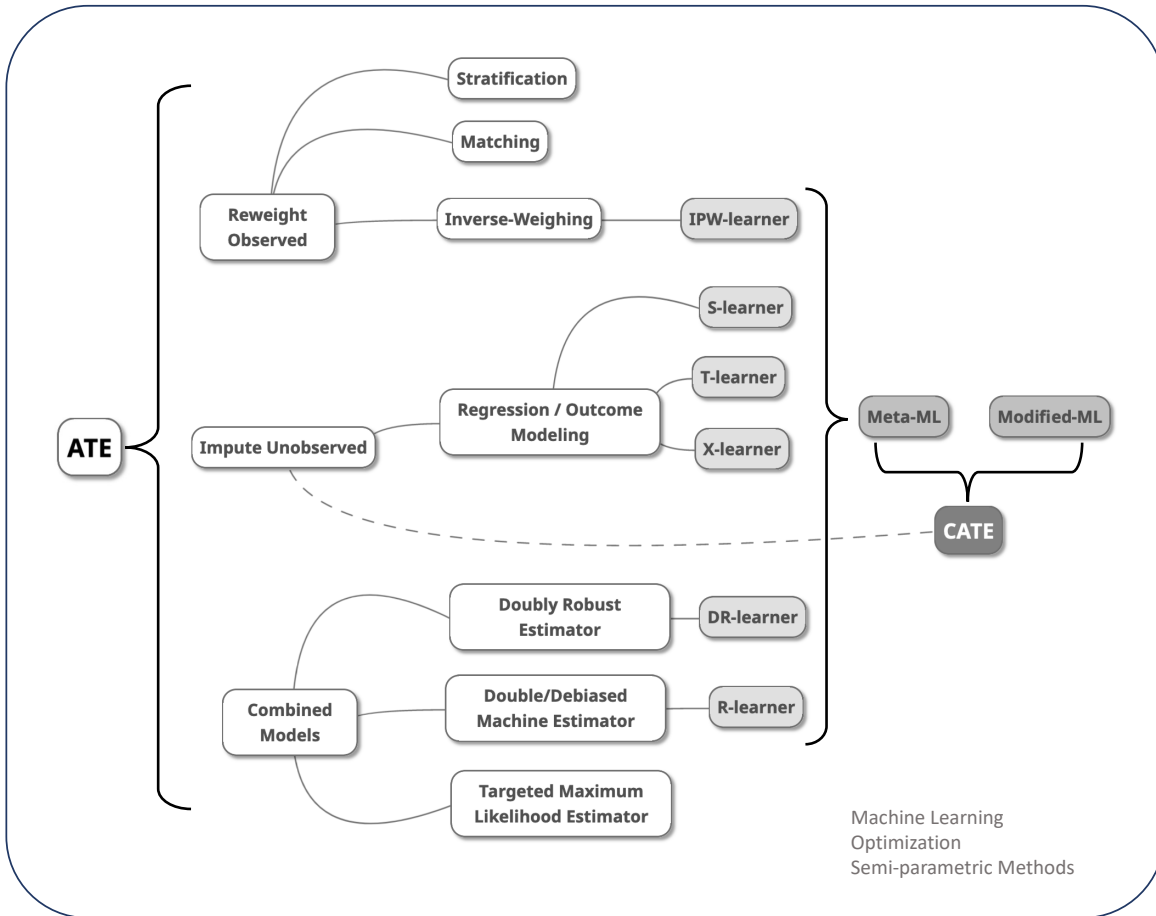 Stratification
Matching
Reweight
Observed
Inverse-Weighing
IPW-learner
S-learner
T-learner
Regression / Outcome
Modeling
X-learner
Impute Unobserved
ATE
Meta-ML
Modified-ML
CATE
Doubly Robust
Estimator
DR-learner
Combined
Models
Double/Debiased
Machine Estimator
R-learner
Targeted Maximum
Likelihood Estimator
Machine Learning
Optimization
Semi-parametric Methods